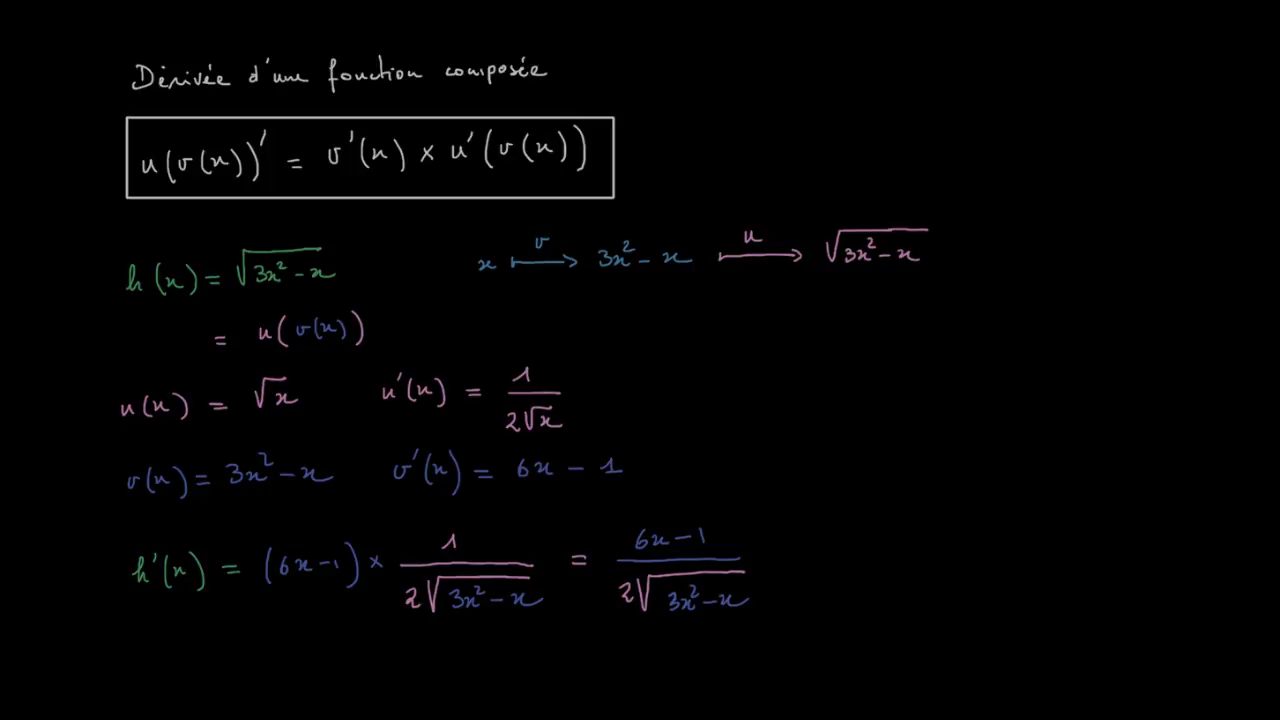 Dérivée d'une fonction composée
u(v(x))' = v'(x) × u'(v(x))
h(x) = √(3x² - x)    x ⟼ᵛ 3x² - x ⟼ᵘ √(3x² - x)
= u(v(x))
u(x) = √x    u'(x) = 1/(2√x)
v(x) = 3x² - x    v'(x) = 6x - 1
h'(x) = (6x-1) × 1/(2√(3x² - x)) = (6x-1)/(2√(3x² - x))